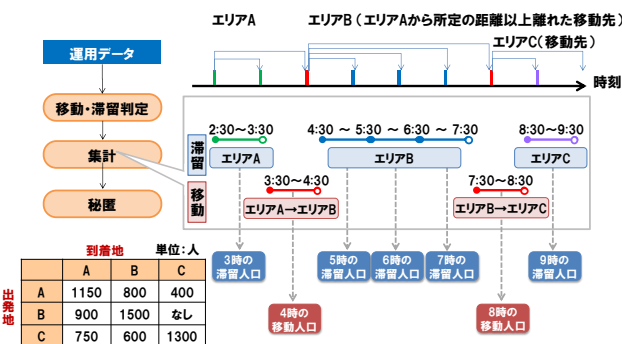 エリアA
エリアB（エリアAから所定の距離以上離れた移動先）
エリアC(移動先)
時刻
運用データ
移動・滞留判定
集計
秘匿
滞留
2:30～3:30
4:30 ～ 5:30 ～ 6:30 ～ 7:30
8:30～9:30
エリアA
エリアB
エリアC
移動
3:30～4:30
7:30～8:30
エリアA→エリアB
エリアB→エリアC
3時の
滞留人口
5時の
滞留人口
6時の
滞留人口
7時の
滞留人口
9時の
滞留人口
4時の
移動人口
8時の
移動人口
到着地
単位:人
出発地
A B C
A 1150 800 400
B 900 1500 なし
C 750 600 1300